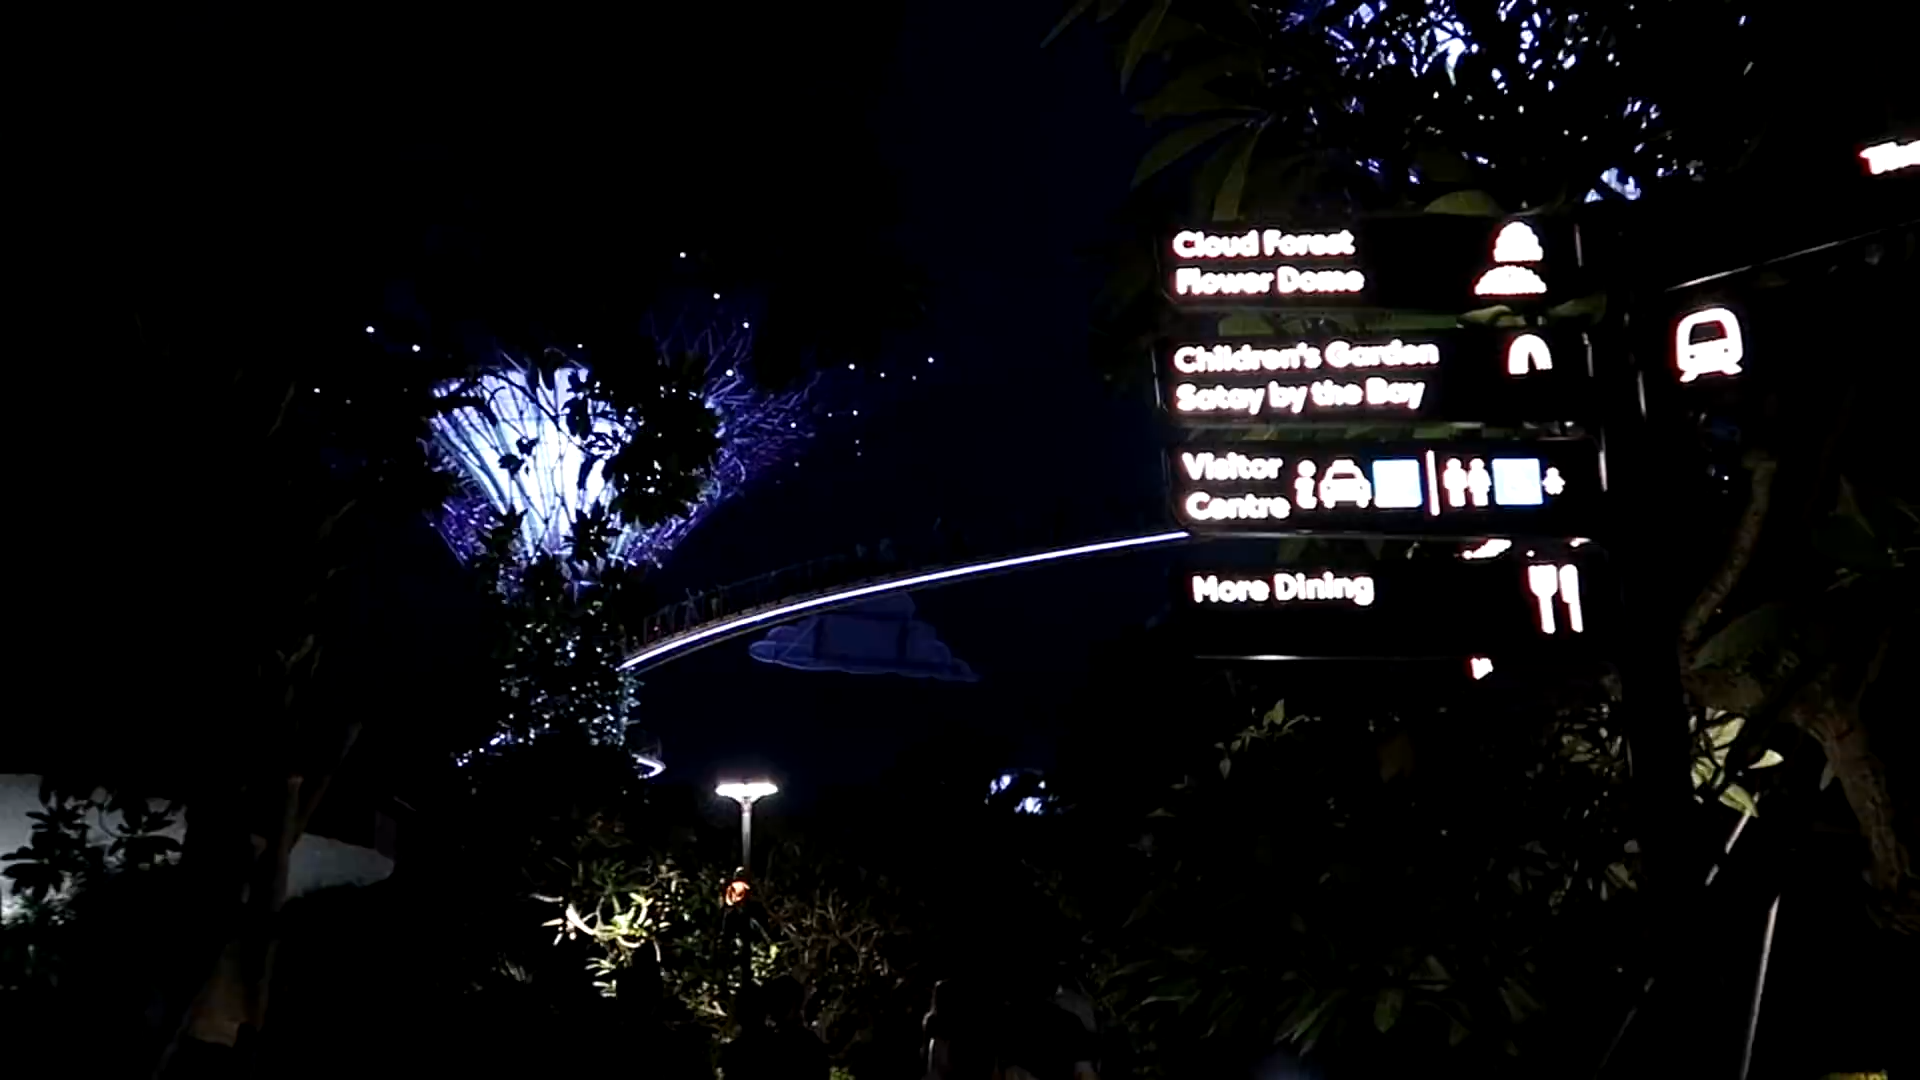 Cloud Forest
Flower Dome
Children's Garden
Satay by the Bay
Visitor
Centre
More Dining